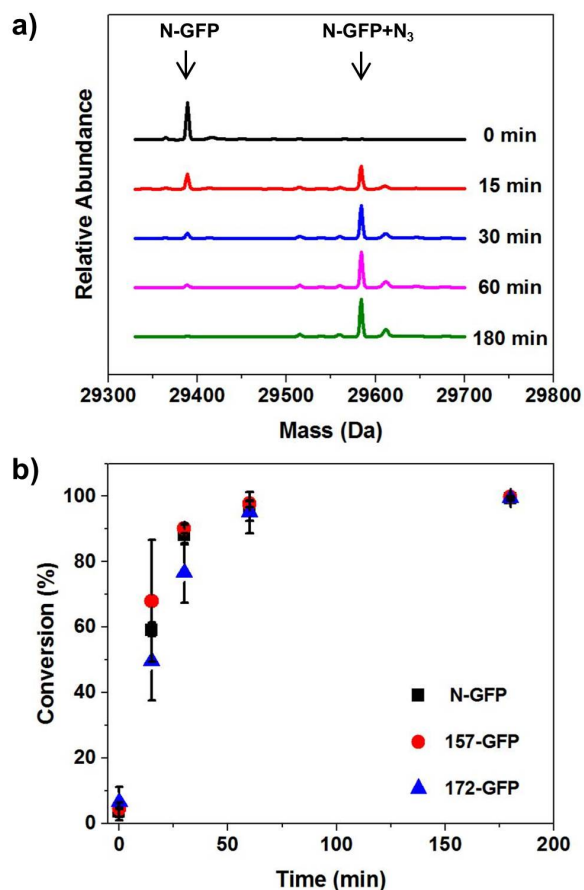 a)
N-GFP N-GFP+N₃
Relative Abundance
0 min
15 min
30 min
60 min
180 min
29300 29400 29500 29600 29700 29800
Mass (Da)
b)
Conversion (%)
100
80
60
40
20
0
N-GFP
157-GFP
172-GFP
0 50 100 150 200
Time (min)